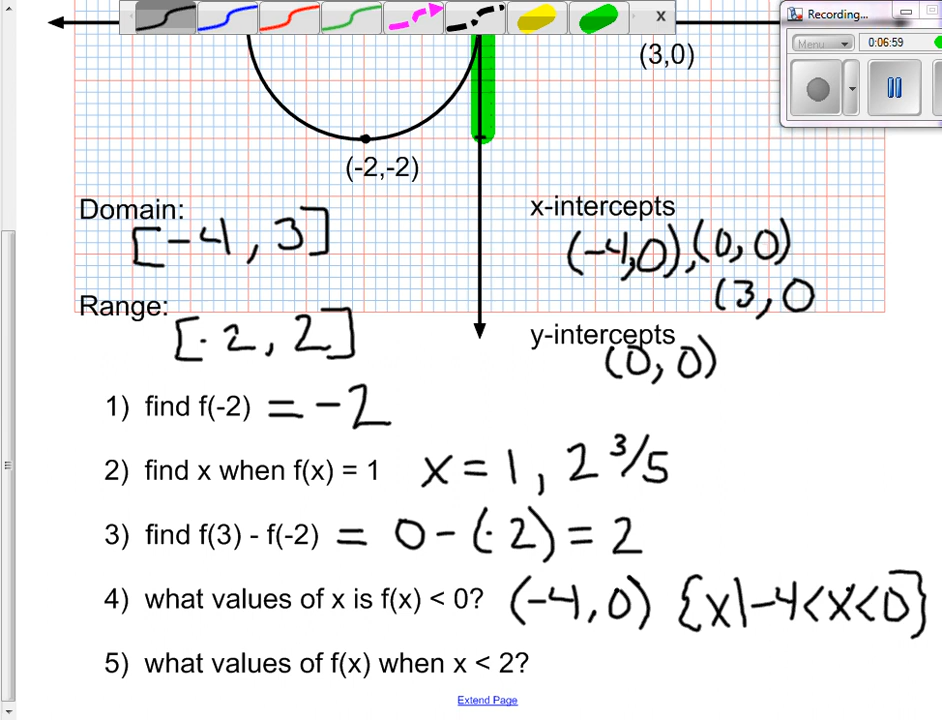 x
Recording...
Menu
0:06:59
(3,0)
(-2,-2)
Domain:
[-4, 3]
x-intercepts
(-4,0), (0,0)
(3, 0
Range:
[-2, 2]
y-intercepts
(0, 0)
1) find f(-2) = -2
2) find x when f(x) = 1 x = 1, 2 3/5
3) find f(3) - f(-2) = 0 - (-2) = 2
4) what values of x is f(x) < 0? (-4, 0) {x|-4<x<0}
5) what values of f(x) when x < 2?
Extend Page